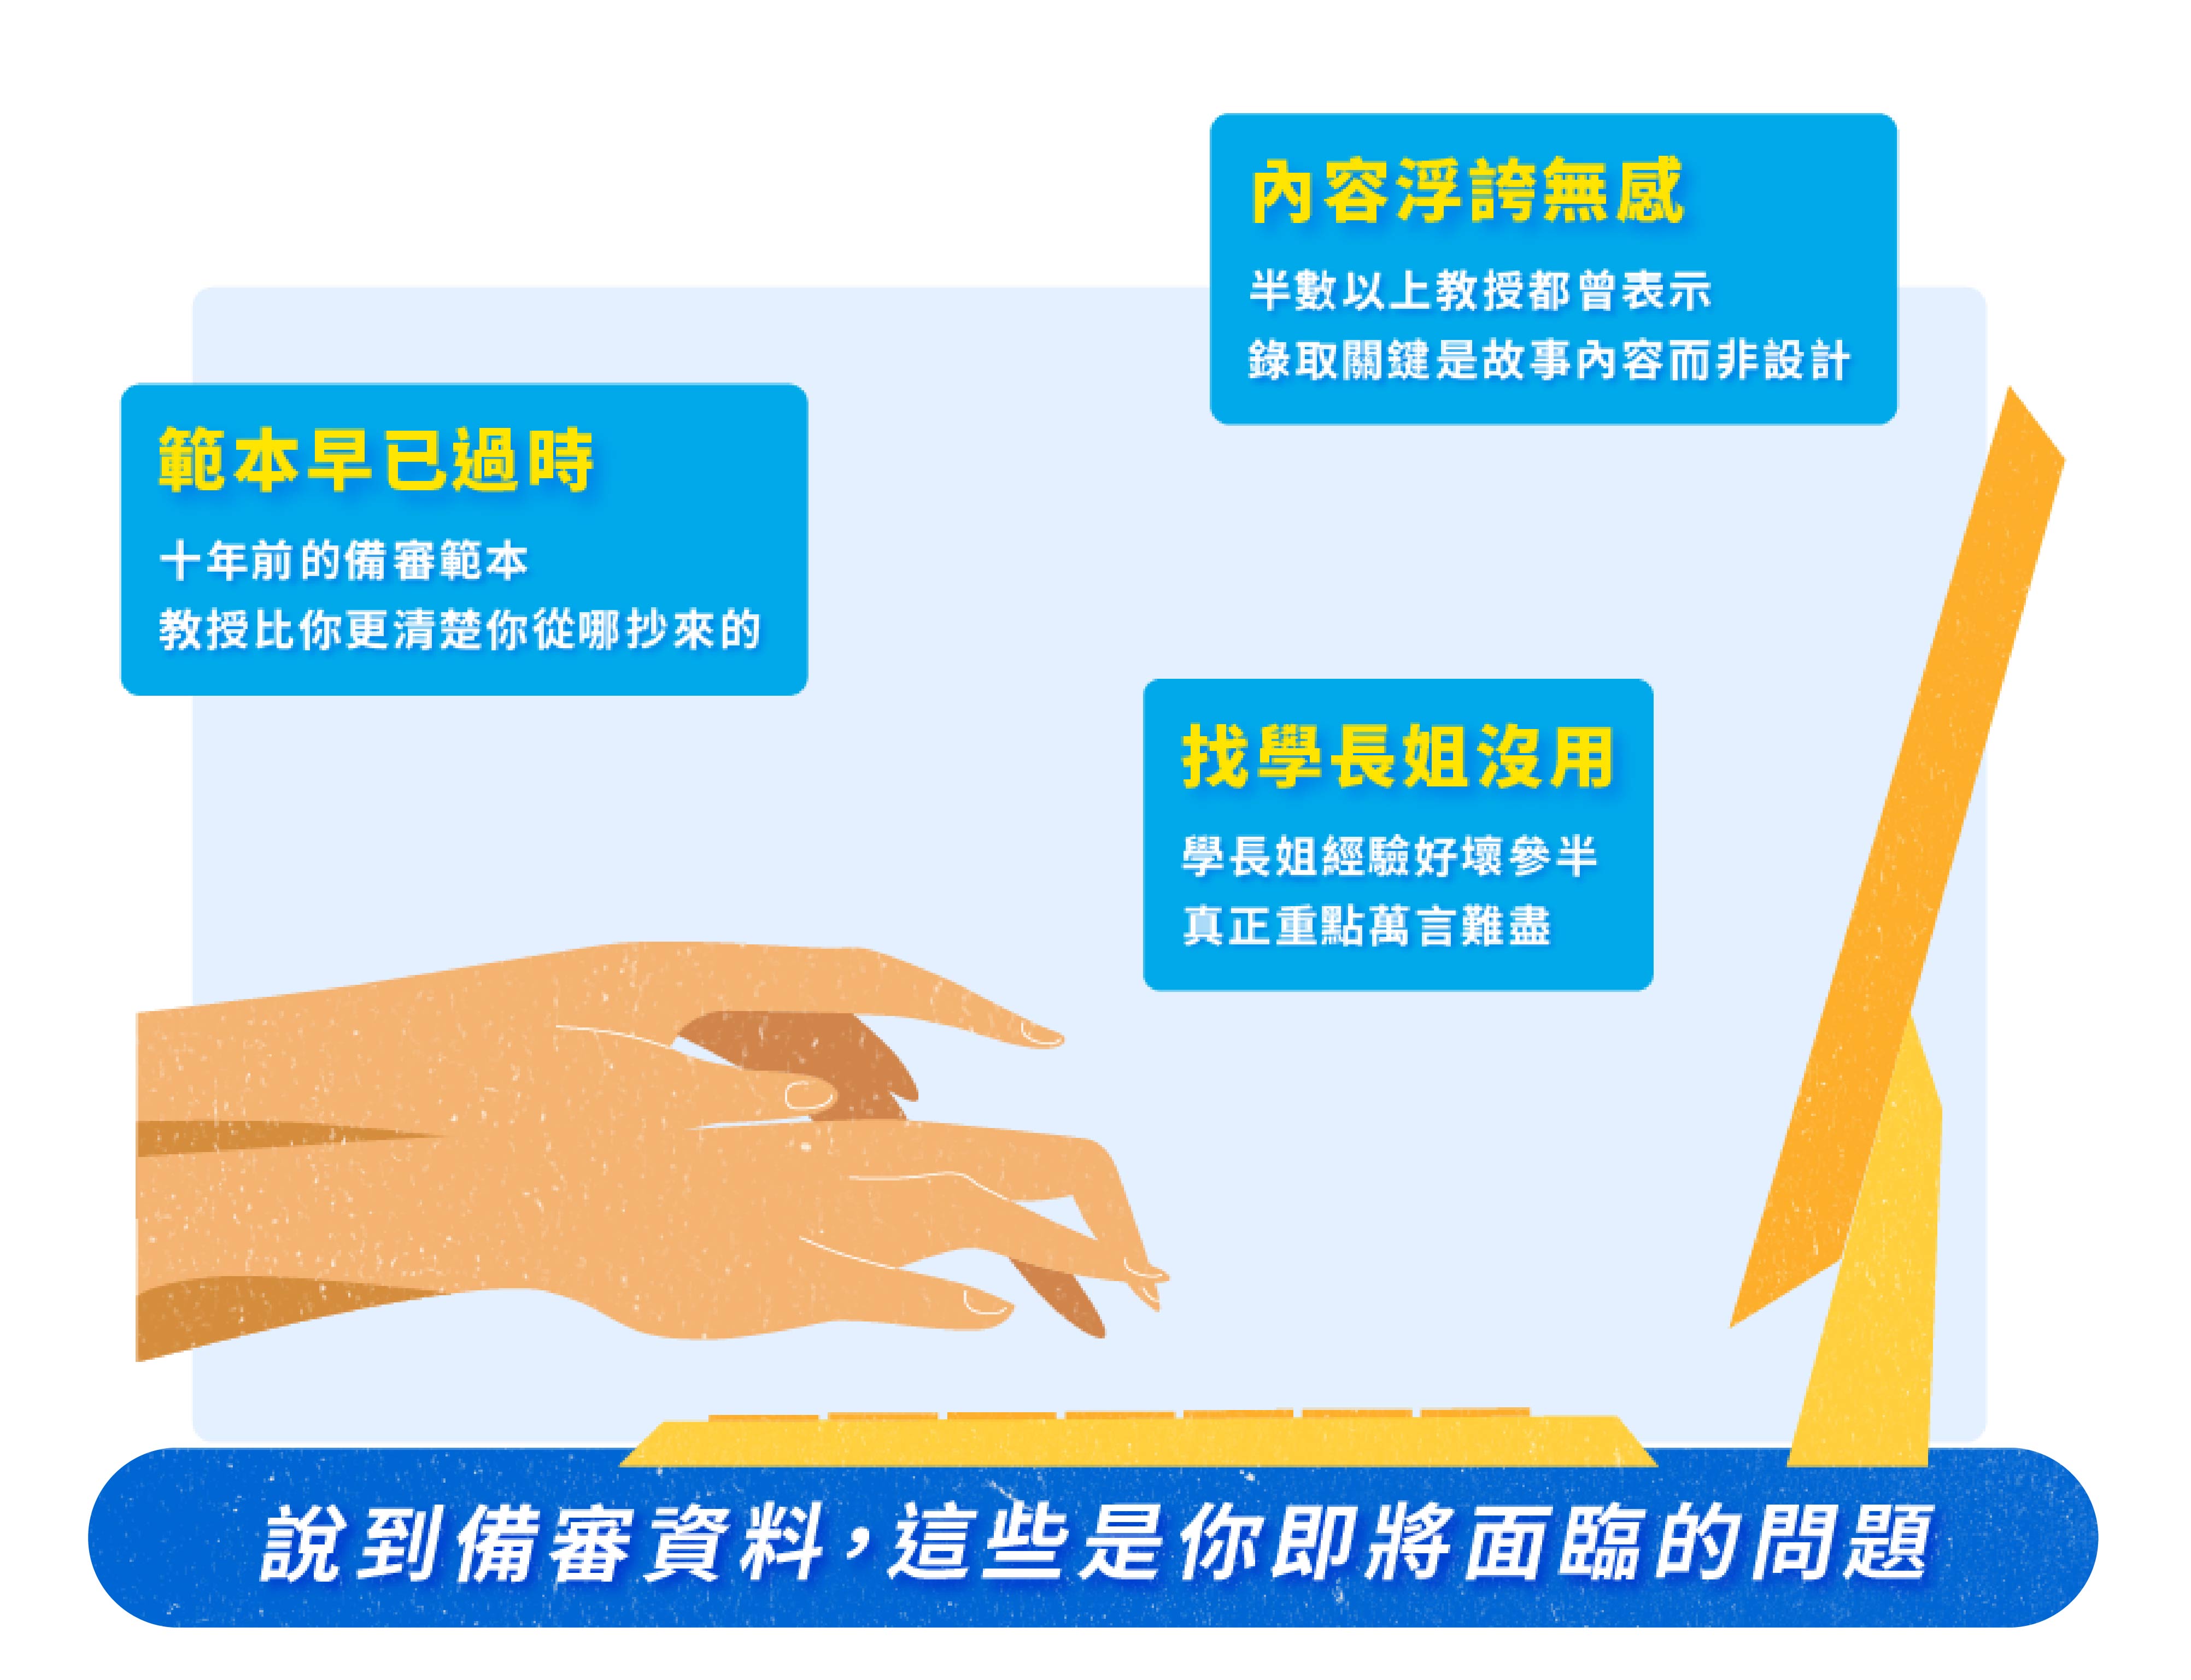 內容浮誇無感
半數以上教授都曾表示
錄取關鍵是故事內容而非設計
範本早已過時
十年前的備審範本
教授比你更清楚你從哪抄來的
找學長姐沒用
學長姐經驗好壞參半
真正重點萬言難盡
說到備審資料，這些是你即將面臨的問題